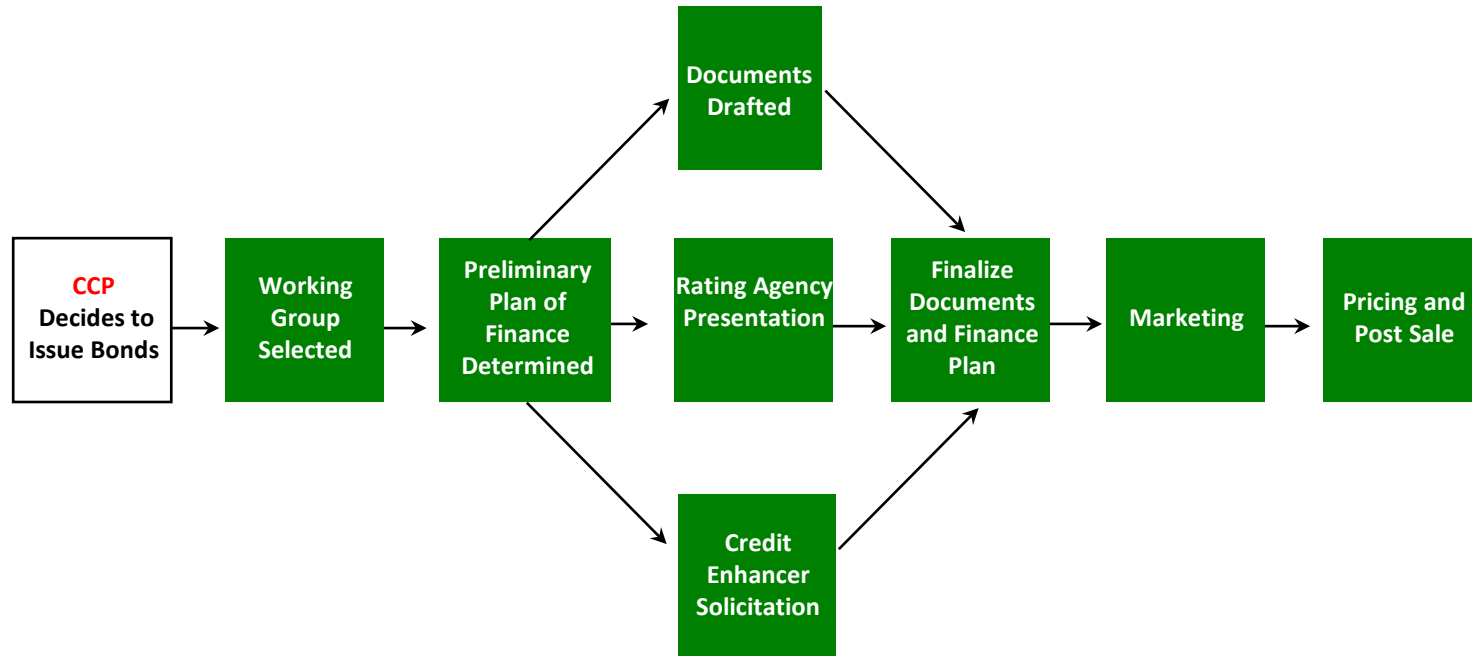 Documents
Drafted
CCP
Decides to
Issue Bonds
Working
Group
Selected
Preliminary
Plan of
Finance
Determined
Rating Agency
Presentation
Finalize
Documents
and Finance
Plan
Marketing
Pricing and
Post Sale
Credit
Enhancer
Solicitation